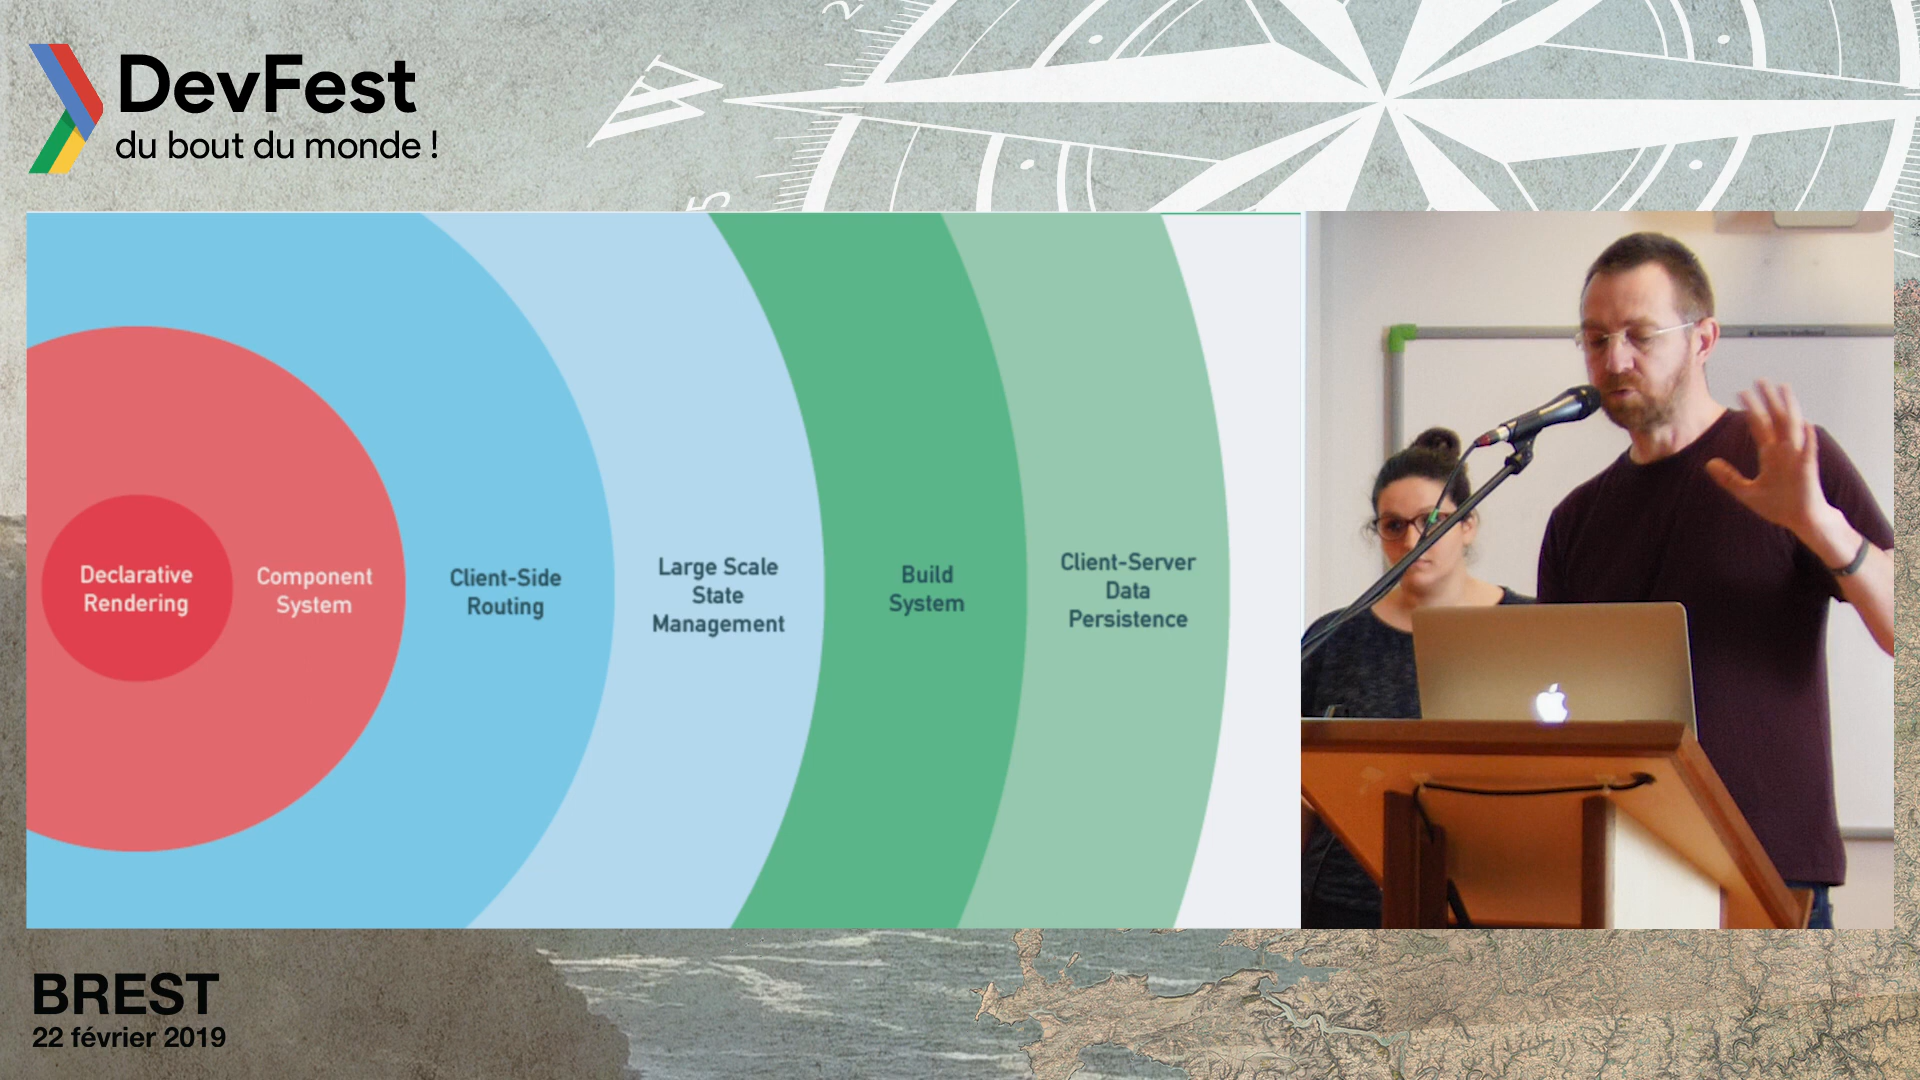 DevFest
du bout du monde !
W
Declarative
Rendering
Component
System
Client-Side
Routing
Large Scale
State
Management
Build
System
Client-Server
Data
Persistence
BREST
22 février 2019